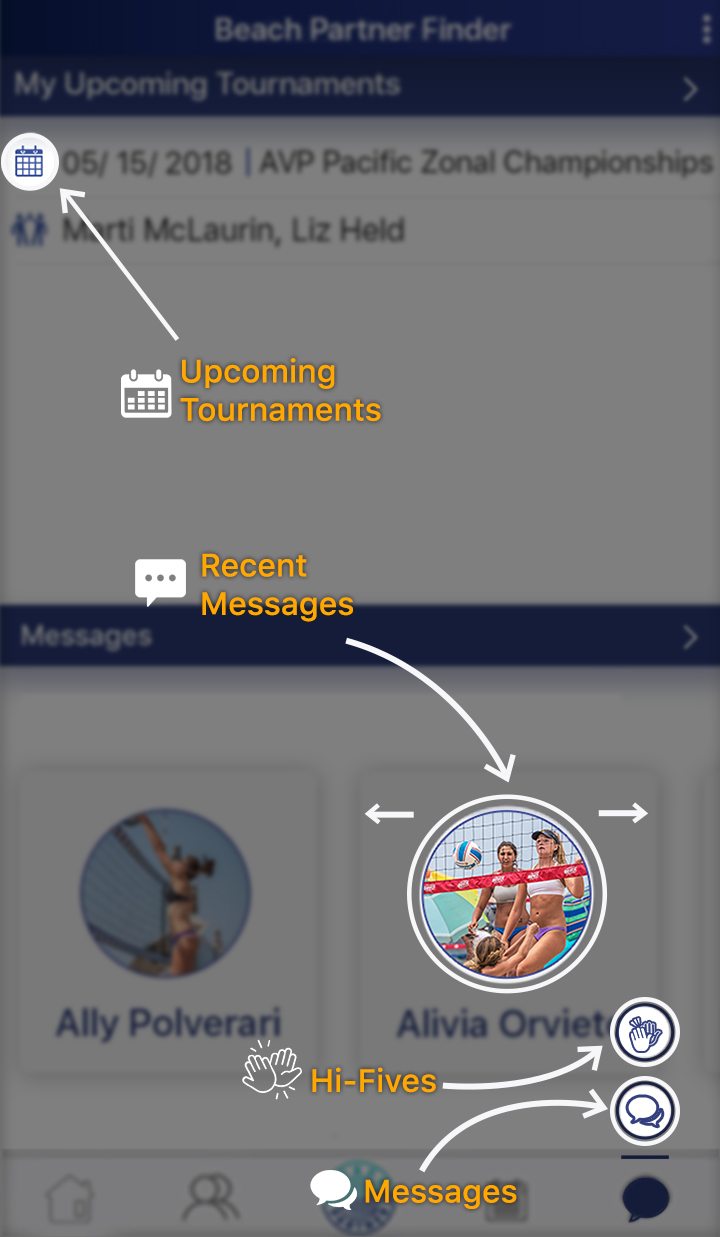 Beach Partner Finder
My Upcoming Tournaments
05/ 15/ 2018 | AVP Pacific Zonal Championships
Marti McLaurin, Liz Held
Upcoming
Tournaments
Recent
Messages
Messages
Ally Polverari
Alivia Orvieto
Hi-Fives
Messages
PARTNER